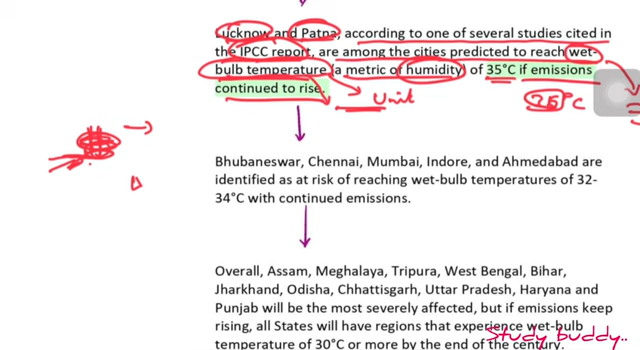 Lucknow and Patna, according to one of several studies cited in
the IPCC report, are among the cities predicted to reach wet-
bulb temperature (a metric of humidity) of 35°C if emissions
continued to rise.
Unit
35°C
Bhubaneswar, Chennai, Mumbai, Indore, and Ahmedabad are
identified as at risk of reaching wet-bulb temperatures of 32-
34°C with continued emissions.
Overall, Assam, Meghalaya, Tripura, West Bengal, Bihar,
Jharkhand, Odisha, Chhattisgarh, Uttar Pradesh, Haryana and
Punjab will be the most severely affected, but if emissions keep
rising, all States will have regions that experience wet-bulb
temperature of 30°C or more by the end of the century.
Study buddy..